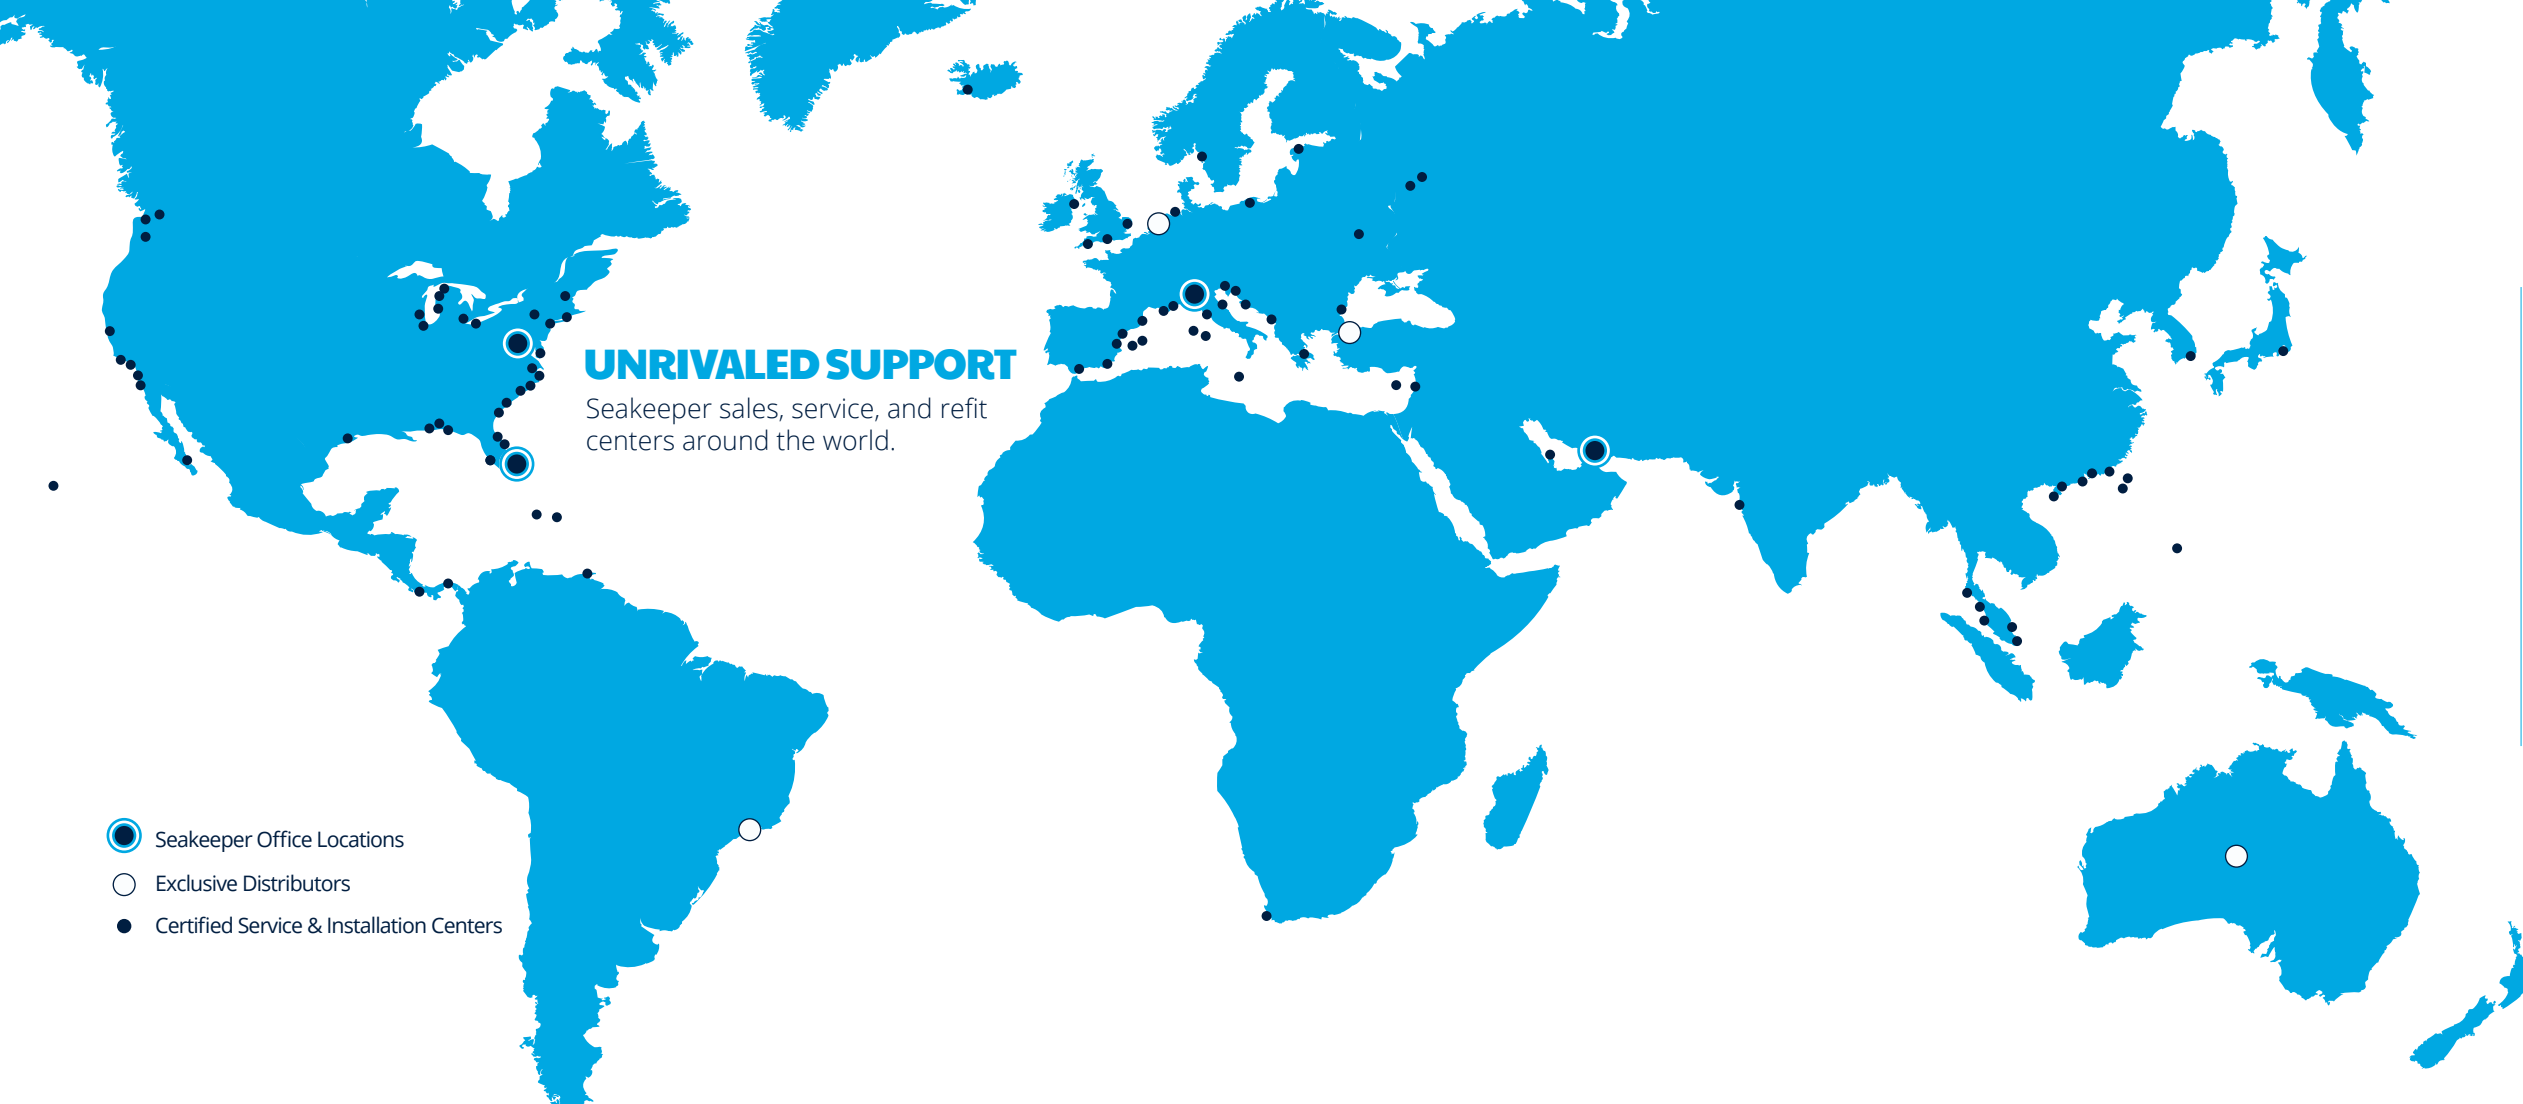 UNRIVALED SUPPORT
Seakeeper sales, service, and refit
centers around the world.
Seakeeper Office Locations
Exclusive Distributors
Certified Service & Installation Centers